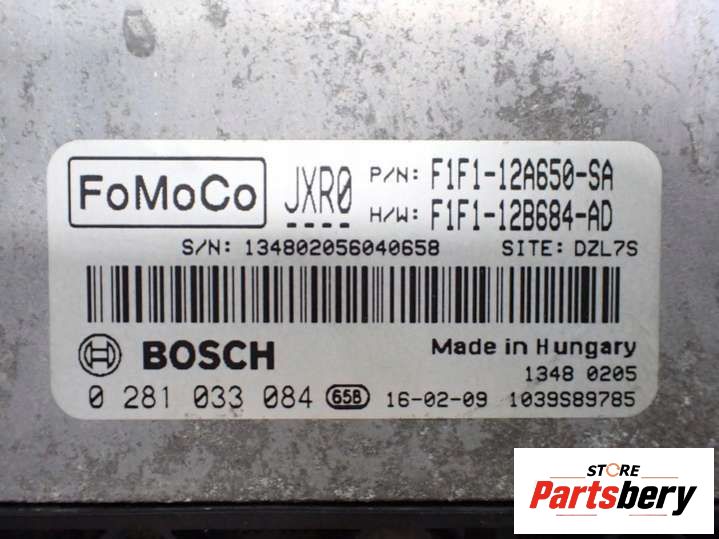 FoMoCo JXR0 P/N: F1F1-12A650-SA
H/W: F1F1-12B684-AD
S/N: 134802056040658 SITE: DZL7S
BOSCH Made in Hungary
1348 0205
0 281 033 084 65B 16-02-09 1039S89785
STORE
Partsbery